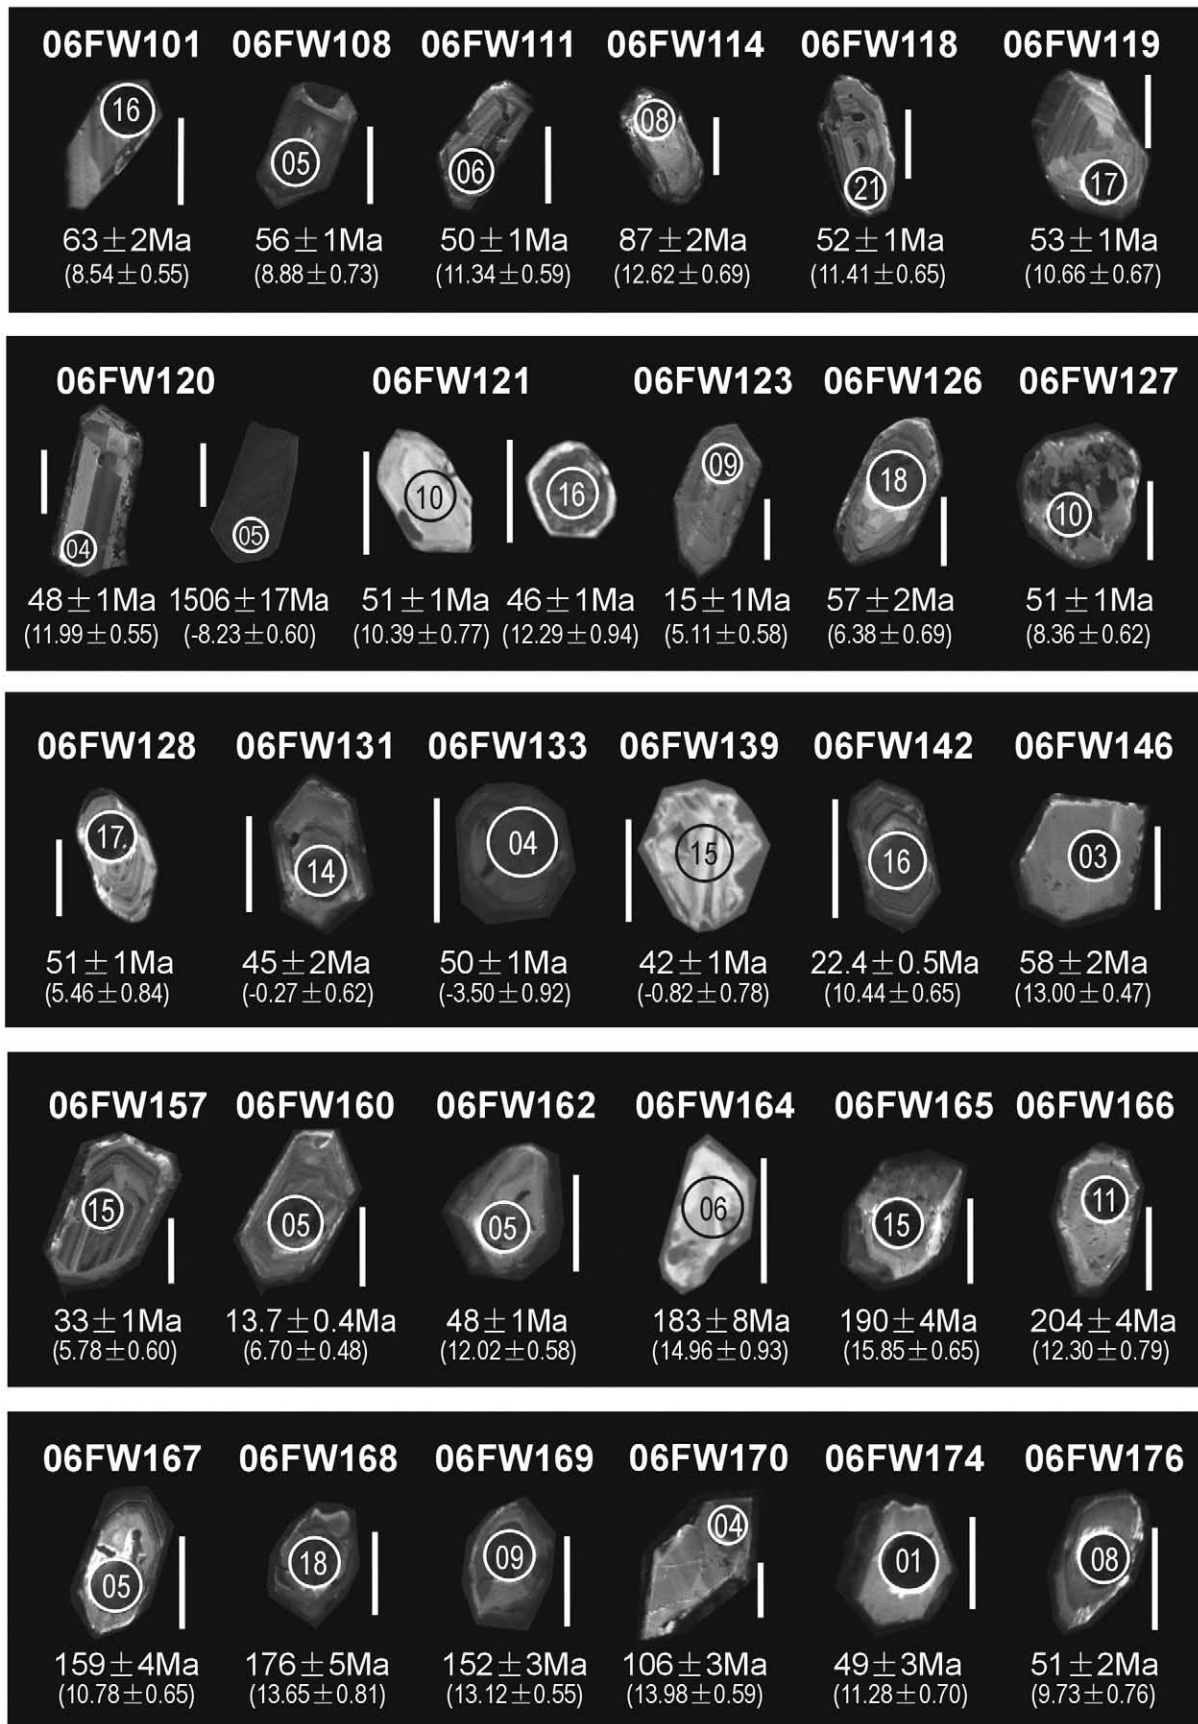 06FW101 06FW108 06FW111 06FW114 06FW118 06FW119
16 05 06 08 21 17
63±2Ma 56±1Ma 50±1Ma 87±2Ma 52±1Ma 53±1Ma
(8.54±0.55) (8.88±0.73) (11.34±0.59) (12.62±0.69) (11.41±0.65) (10.66±0.67)
06FW120 06FW121 06FW123 06FW126 06FW127
04 05 10 16 09 18 10
48±1Ma 1506±17Ma 51±1Ma 46±1Ma 15±1Ma 57±2Ma 51±1Ma
(11.99±0.55) (-8.23±0.60) (10.39±0.77) (12.29±0.94) (5.11±0.58) (6.38±0.69) (8.36±0.62)
06FW128 06FW131 06FW133 06FW139 06FW142 06FW146
17 14 04 15 16 03
51±1Ma 45±2Ma 50±1Ma 42±1Ma 22.4±0.5Ma 58±2Ma
(5.46±0.84) (-0.27±0.62) (-3.50±0.92) (-0.82±0.78) (10.44±0.65) (13.00±0.47)
06FW157 06FW160 06FW162 06FW164 06FW165 06FW166
15 05 05 06 15 11
33±1Ma 13.7±0.4Ma 48±1Ma 183±8Ma 190±4Ma 204±4Ma
(5.78±0.60) (6.70±0.48) (12.02±0.58) (14.96±0.93) (15.85±0.65) (12.30±0.79)
06FW167 06FW168 06FW169 06FW170 06FW174 06FW176
05 18 09 04 01 08
159±4Ma 176±5Ma 152±3Ma 106±3Ma 49±3Ma 51±2Ma
(10.78±0.65) (13.65±0.81) (13.12±0.55) (13.98±0.59) (11.28±0.70) (9.73±0.76)